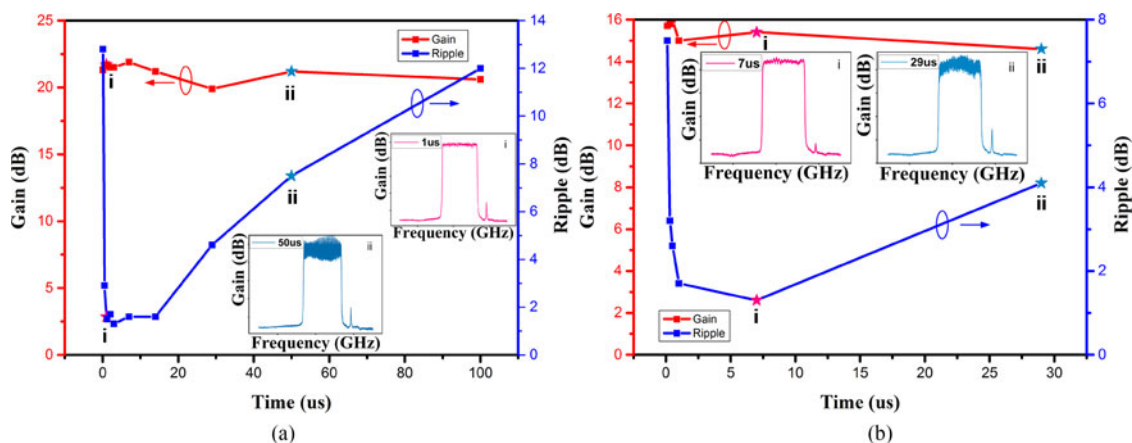 25
20
15
10
5
0
Gain (dB)
14
12
10
8
6
4
2
0
Ripple (dB)
Gain
Ripple
i
ii
ii
i
1us
i
Gain (dB)
Frequency (GHz)
50us
ii
Gain (dB)
Frequency (GHz)
0 20 40 60 80 100
Time (us)
(a)
16
14
12
10
8
6
4
2
0
Gain (dB)
8
7
6
5
4
3
2
1
0
Ripple (dB)
i
ii
7us
i
Gain (dB)
Frequency (GHz)
29us
ii
Gain (dB)
Frequency (GHz)
ii
i
Gain
Ripple
0 5 10 15 20 25 30
Time (us)
(b)